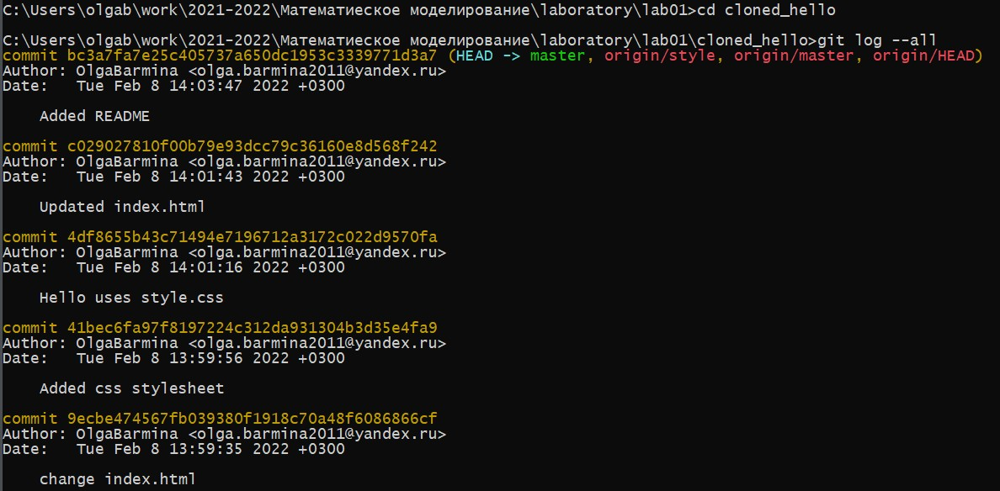 C:\Users\olgab\work\2021-2022\Математиеское моделирование\laboratory\lab01>cd cloned_hello
C:\Users\olgab\work\2021-2022\Математиеское моделирование\laboratory\lab01\cloned_hello>git log --all
commit bc3a7fa7e25c405737a650dc1953c3339771d3a7 (HEAD -> master, origin/style, origin/master, origin/HEAD)
Author: OlgaBarmina <olga.barmina2011@yandex.ru>
Date:   Tue Feb 8 14:03:47 2022 +0300
    Added README
commit c029027810f00b79e93dcc79c36160e8d568f242
Author: OlgaBarmina <olga.barmina2011@yandex.ru>
Date:   Tue Feb 8 14:01:43 2022 +0300
    Updated index.html
commit 4df8655b43c71494e7196712a3172c022d9570fa
Author: OlgaBarmina <olga.barmina2011@yandex.ru>
Date:   Tue Feb 8 14:01:16 2022 +0300
    Hello uses style.css
commit 41bec6fa97f8197224c312da931304b3d35e4fa9
Author: OlgaBarmina <olga.barmina2011@yandex.ru>
Date:   Tue Feb 8 13:59:56 2022 +0300
    Added css stylesheet
commit 9ecbe474567fb039380f1918c70a48f6086866cf
Author: OlgaBarmina <olga.barmina2011@yandex.ru>
Date:   Tue Feb 8 13:59:35 2022 +0300
    change index.html